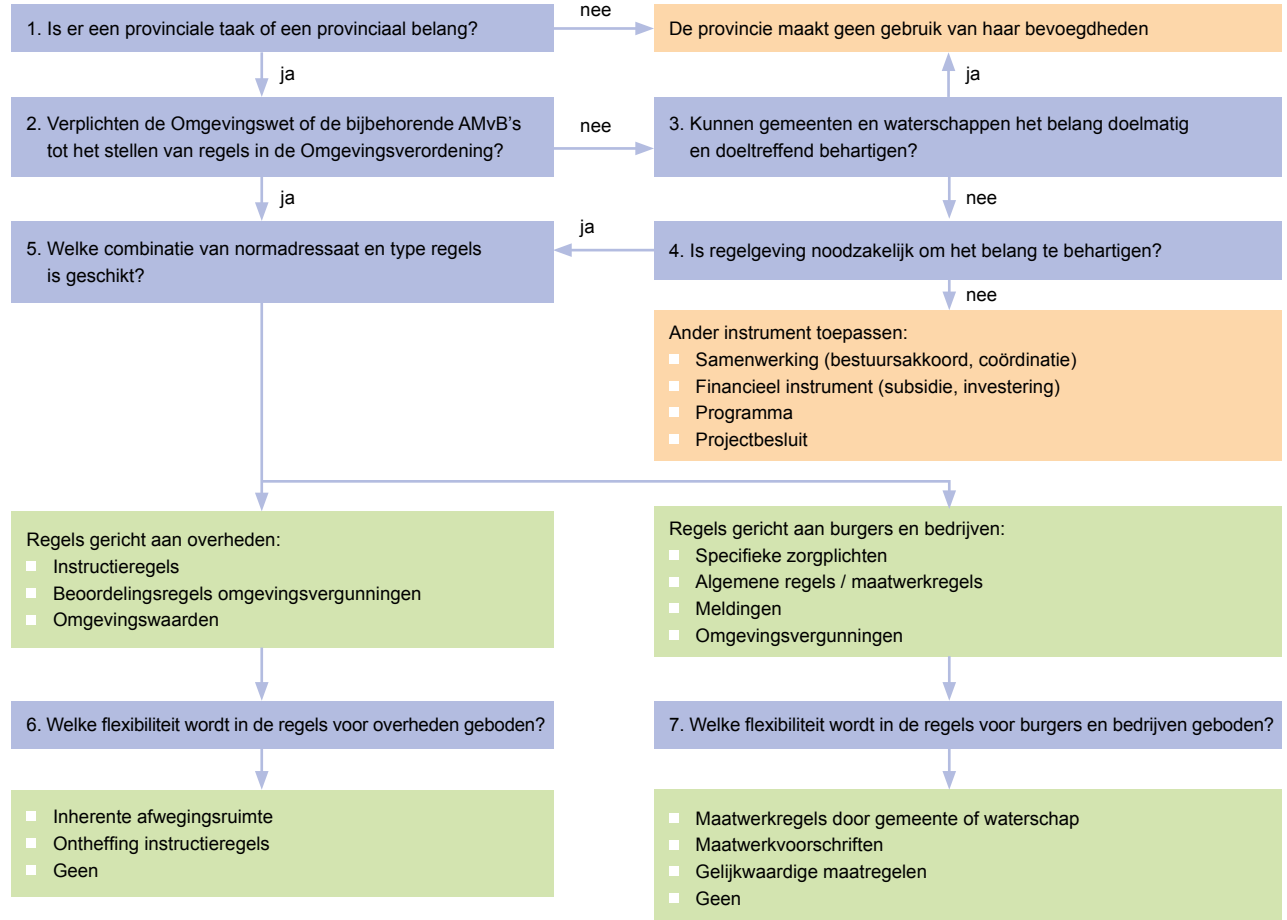 1. Is er een provinciale taak of een provinciaal belang?
nee
De provincie maakt geen gebruik van haar bevoegdheden
ja
ja
2. Verplichten de Omgevingswet of de bijbehorende AMvB's
tot het stellen van regels in de Omgevingsverordening?
nee
3. Kunnen gemeenten en waterschappen het belang doelmatig
en doeltreffend behartigen?
ja
nee
5. Welke combinatie van normadressaat en type regels
is geschikt?
ja
4. Is regelgeving noodzakelijk om het belang te behartigen?
nee
Ander instrument toepassen:
Samenwerking (bestuursakkoord, coördinatie)
Financieel instrument (subsidie, investering)
Programma
Projectbesluit
Regels gericht aan overheden:
Instructieregels
Beoordelingsregels omgevingsvergunningen
Omgevingswaarden
Regels gericht aan burgers en bedrijven:
Specifieke zorgplichten
Algemene regels / maatwerkregels
Meldingen
Omgevingsvergunningen
6. Welke flexibiliteit wordt in de regels voor overheden geboden?
7. Welke flexibiliteit wordt in de regels voor burgers en bedrijven geboden?
Inherente afwegingsruimte
Ontheffing instructieregels
Geen
Maatwerkregels door gemeente of waterschap
Maatwerkvoorschriften
Gelijkwaardige maatregelen
Geen